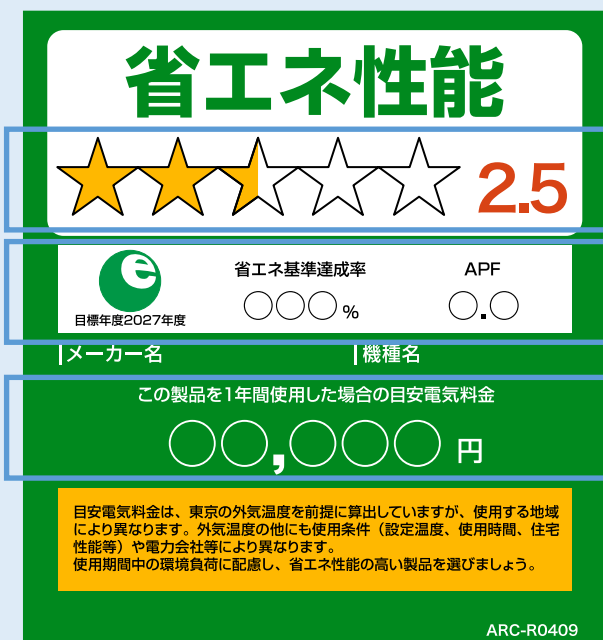 省エネ性能
2.5
e
省エネ基準達成率 APF
目標年度2027年度 ○○○% ○.○
メーカー名 機種名
この製品を1年間使用した場合の目安電気料金
○○,○○○円
目安電気料金は、東京の外気温度を前提に算出していますが、使用する地域
により異なります。外気温度の他にも使用条件(設定温度、使用時間、住宅
性能等)や電力会社等により異なります。
使用期間中の環境負荷に配慮し、省エネ性能の高い製品を選びましょう。
ARC-R0409